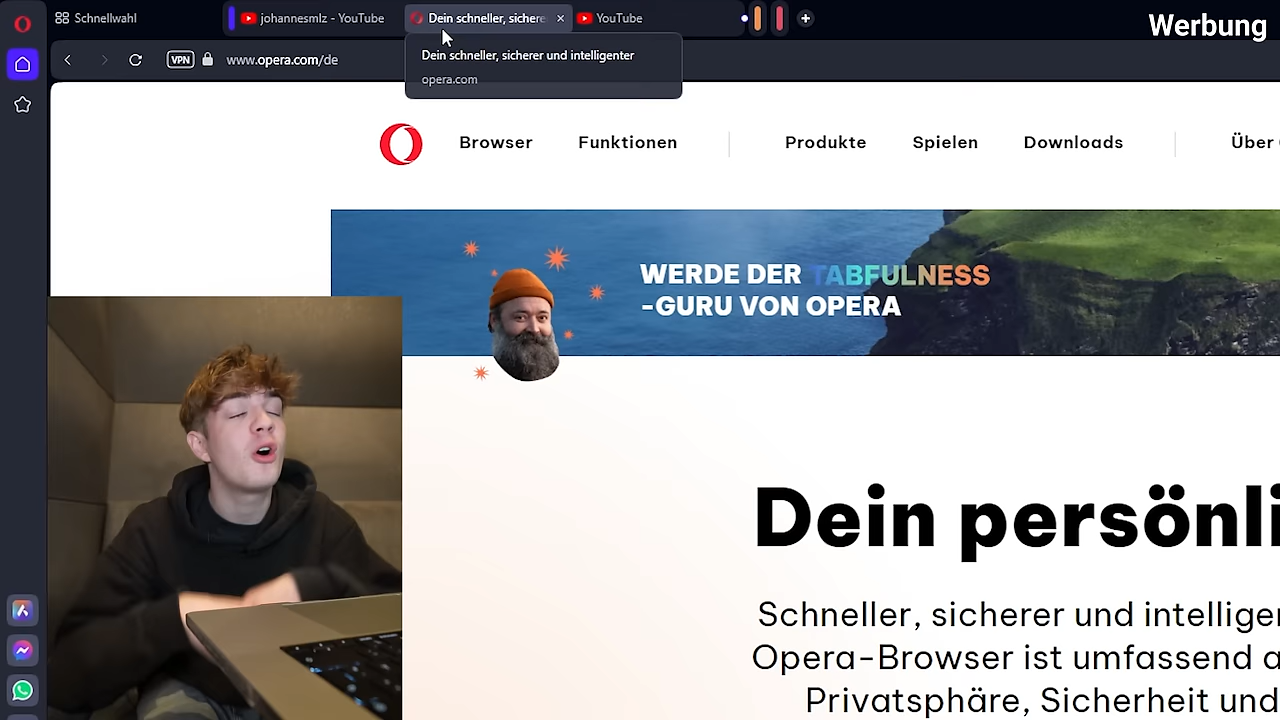 Schnellwahl
johannesmlz - YouTube
Dein schneller, sichere
YouTube
Werbung
VPN
www.opera.com/de
Dein schneller, sicherer und intelligenter
opera.com
Browser
Funktionen
Produkte
Spielen
Downloads
Über
WERDE DER TABFULNESS
-GURU VON OPERA
Dein persönli
Schneller, sicherer und intelliger
Opera-Browser ist umfassend a
Privatsphäre, Sicherheit und